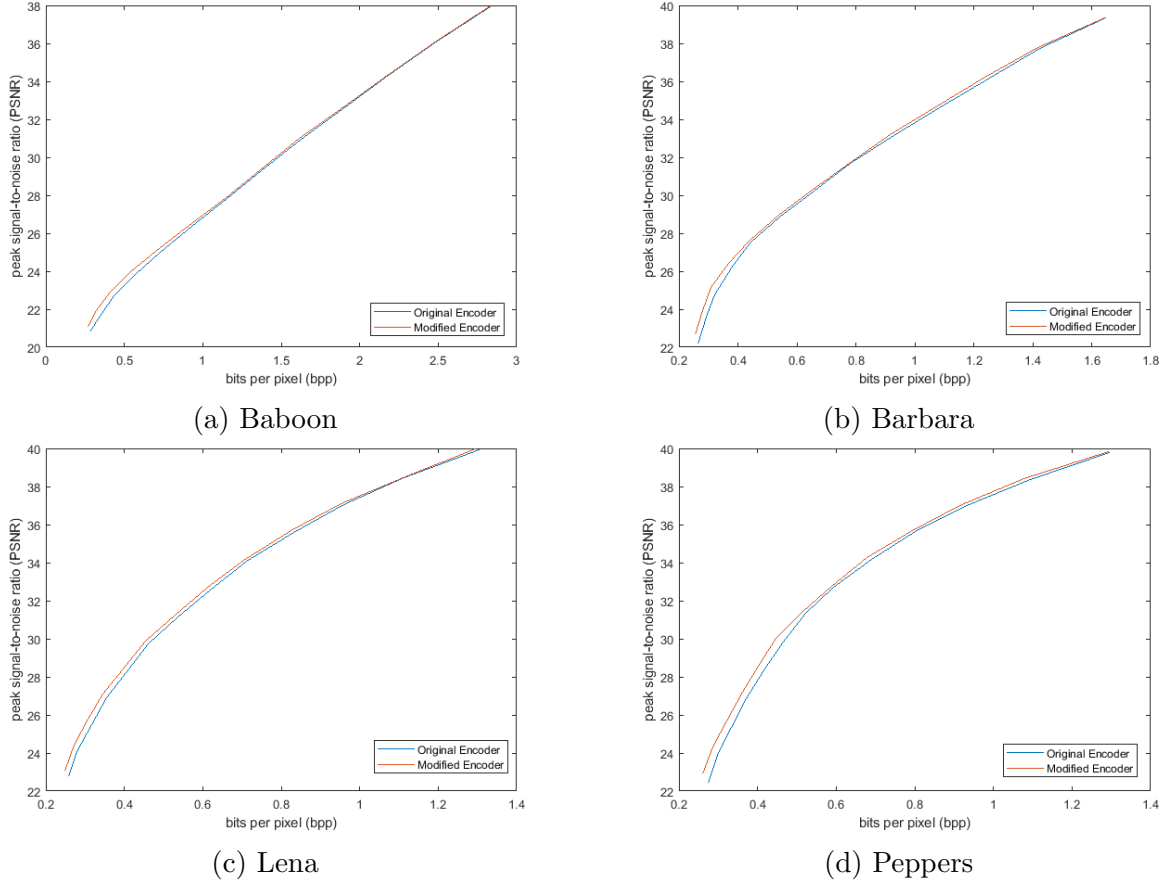 38
36
34
32
30
28
26
24
22
20
peak signal-to-noise ratio (PSNR)
Original Encoder
Modified Encoder
0 0.5 1 1.5 2 2.5 3
bits per pixel (bpp)
(a) Baboon
40
38
36
34
32
30
28
26
24
22
peak signal-to-noise ratio (PSNR)
Original Encoder
Modified Encoder
0.2 0.4 0.6 0.8 1 1.2 1.4 1.6 1.8
bits per pixel (bpp)
(b) Barbara
40
38
36
34
32
30
28
26
24
22
peak signal-to-noise ratio (PSNR)
Original Encoder
Modified Encoder
0.2 0.4 0.6 0.8 1 1.2 1.4
bits per pixel (bpp)
(c) Lena
40
38
36
34
32
30
28
26
24
22
peak signal-to-noise ratio (PSNR)
Original Encoder
Modified Encoder
0.2 0.4 0.6 0.8 1 1.2 1.4
bits per pixel (bpp)
(d) Peppers